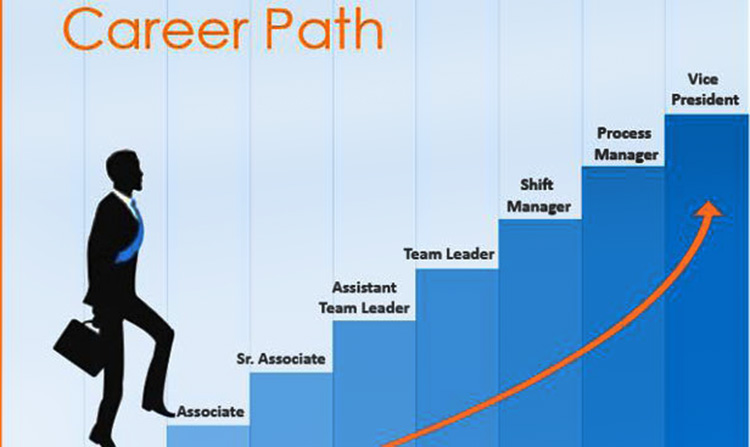 Career Path
Vice
President
Process
Manager
Shift
Manager
Team Leader
Assistant
Team Leader
Sr. Associate
Associate